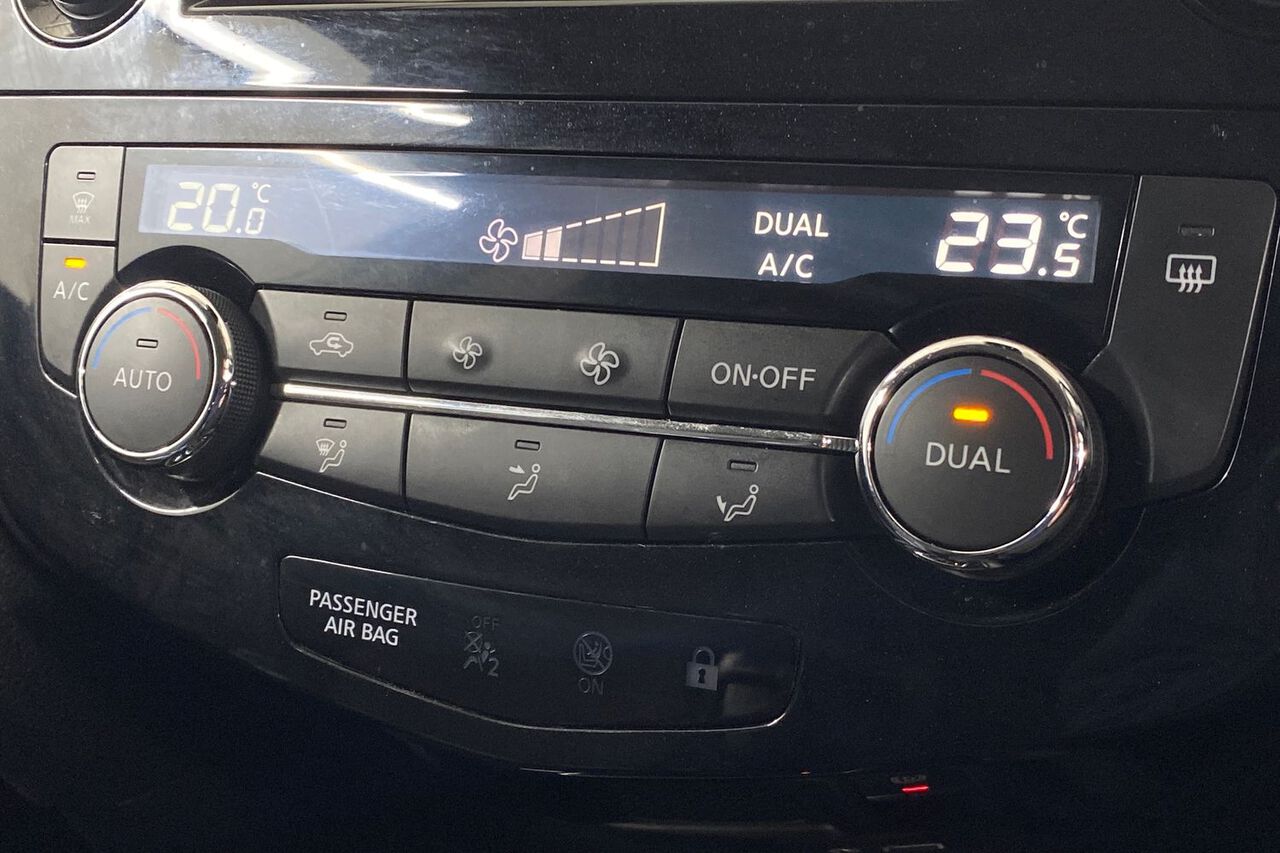 MAX
20.0 °C
DUAL
A/C
23.5 °C
A/C
AUTO
ON•OFF
DUAL
PASSENGER
AIR BAG
OFF
2
ON